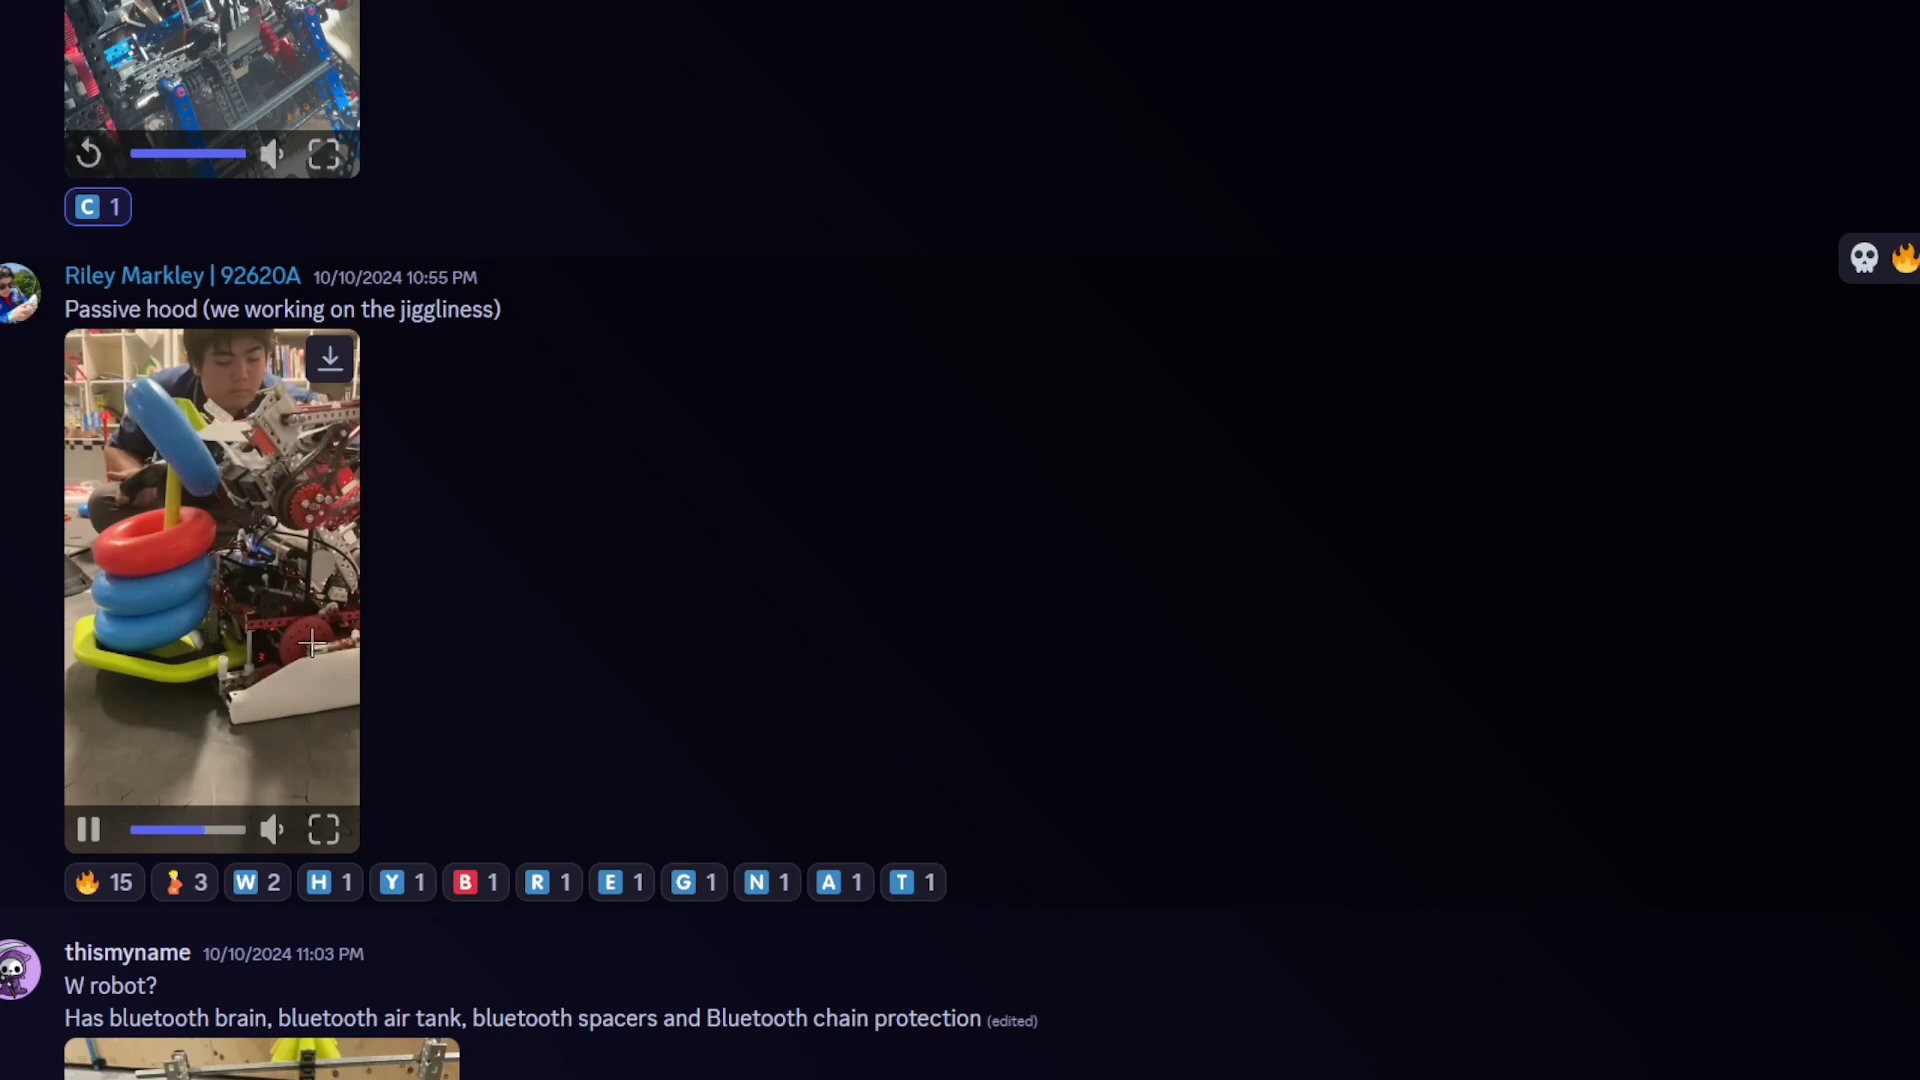 C 1
Riley Markley | 92620A 10/10/2024 10:55 PM
Passive hood (we working on the jiggliness)
15 3 W 2 H 1 Y 1 B 1 R 1 E 1 G 1 N 1 A 1 T 1
thismyname 10/10/2024 11:03 PM
W robot?
Has bluetooth brain, bluetooth air tank, bluetooth spacers and Bluetooth chain protection (edited)